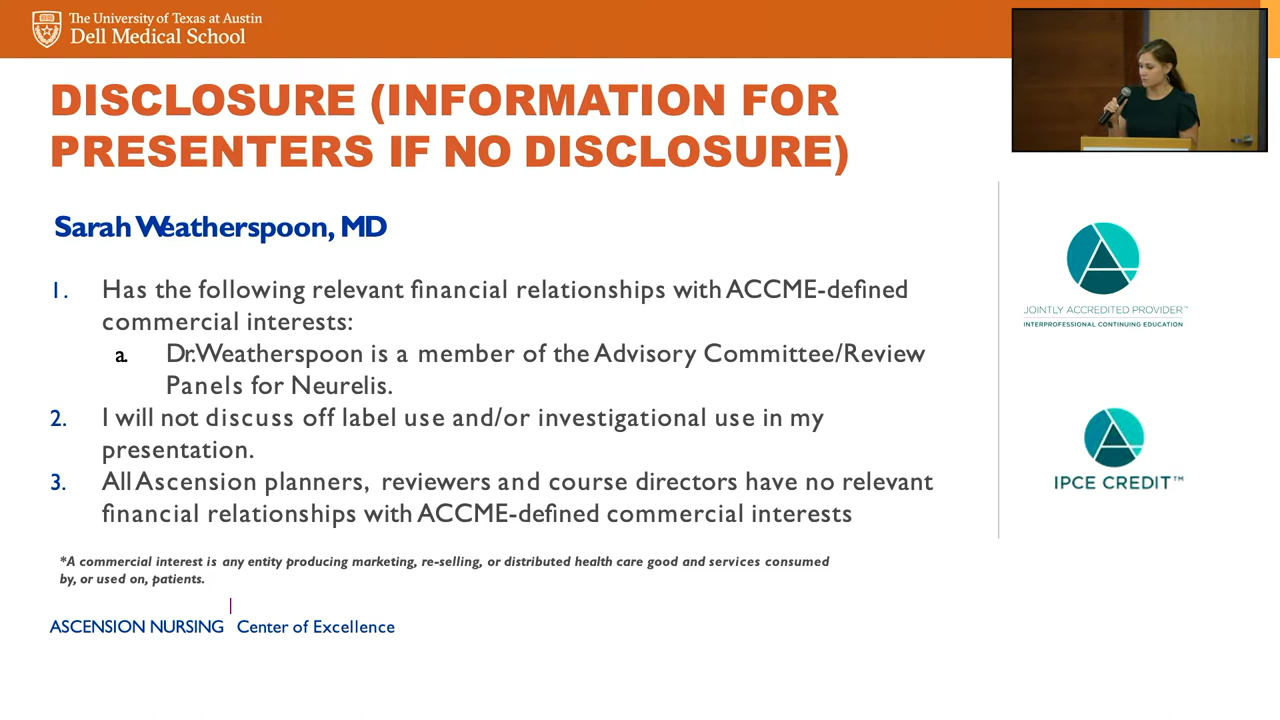 The University of Texas at Austin
Dell Medical School
DISCLOSURE (INFORMATION FOR
PRESENTERS IF NO DISCLOSURE)
Sarah Weatherspoon, MD
1. Has the following relevant financial relationships with ACCME-defined
commercial interests:
a. Dr.Weatherspoon is a member of the Advisory Committee/Review
Panels for Neurelis.
2. I will not discuss off label use and/or investigational use in my
presentation.
3. All Ascension planners, reviewers and course directors have no relevant
financial relationships with ACCME-defined commercial interests
*A commercial interest is any entity producing marketing, re-selling, or distributed health care good and services consumed
by, or used on, patients.
ASCENSION NURSING | Center of Excellence
JOINTLY ACCREDITED PROVIDER™
INTERPROFESSIONAL CONTINUING EDUCATION
IPCE CREDIT™